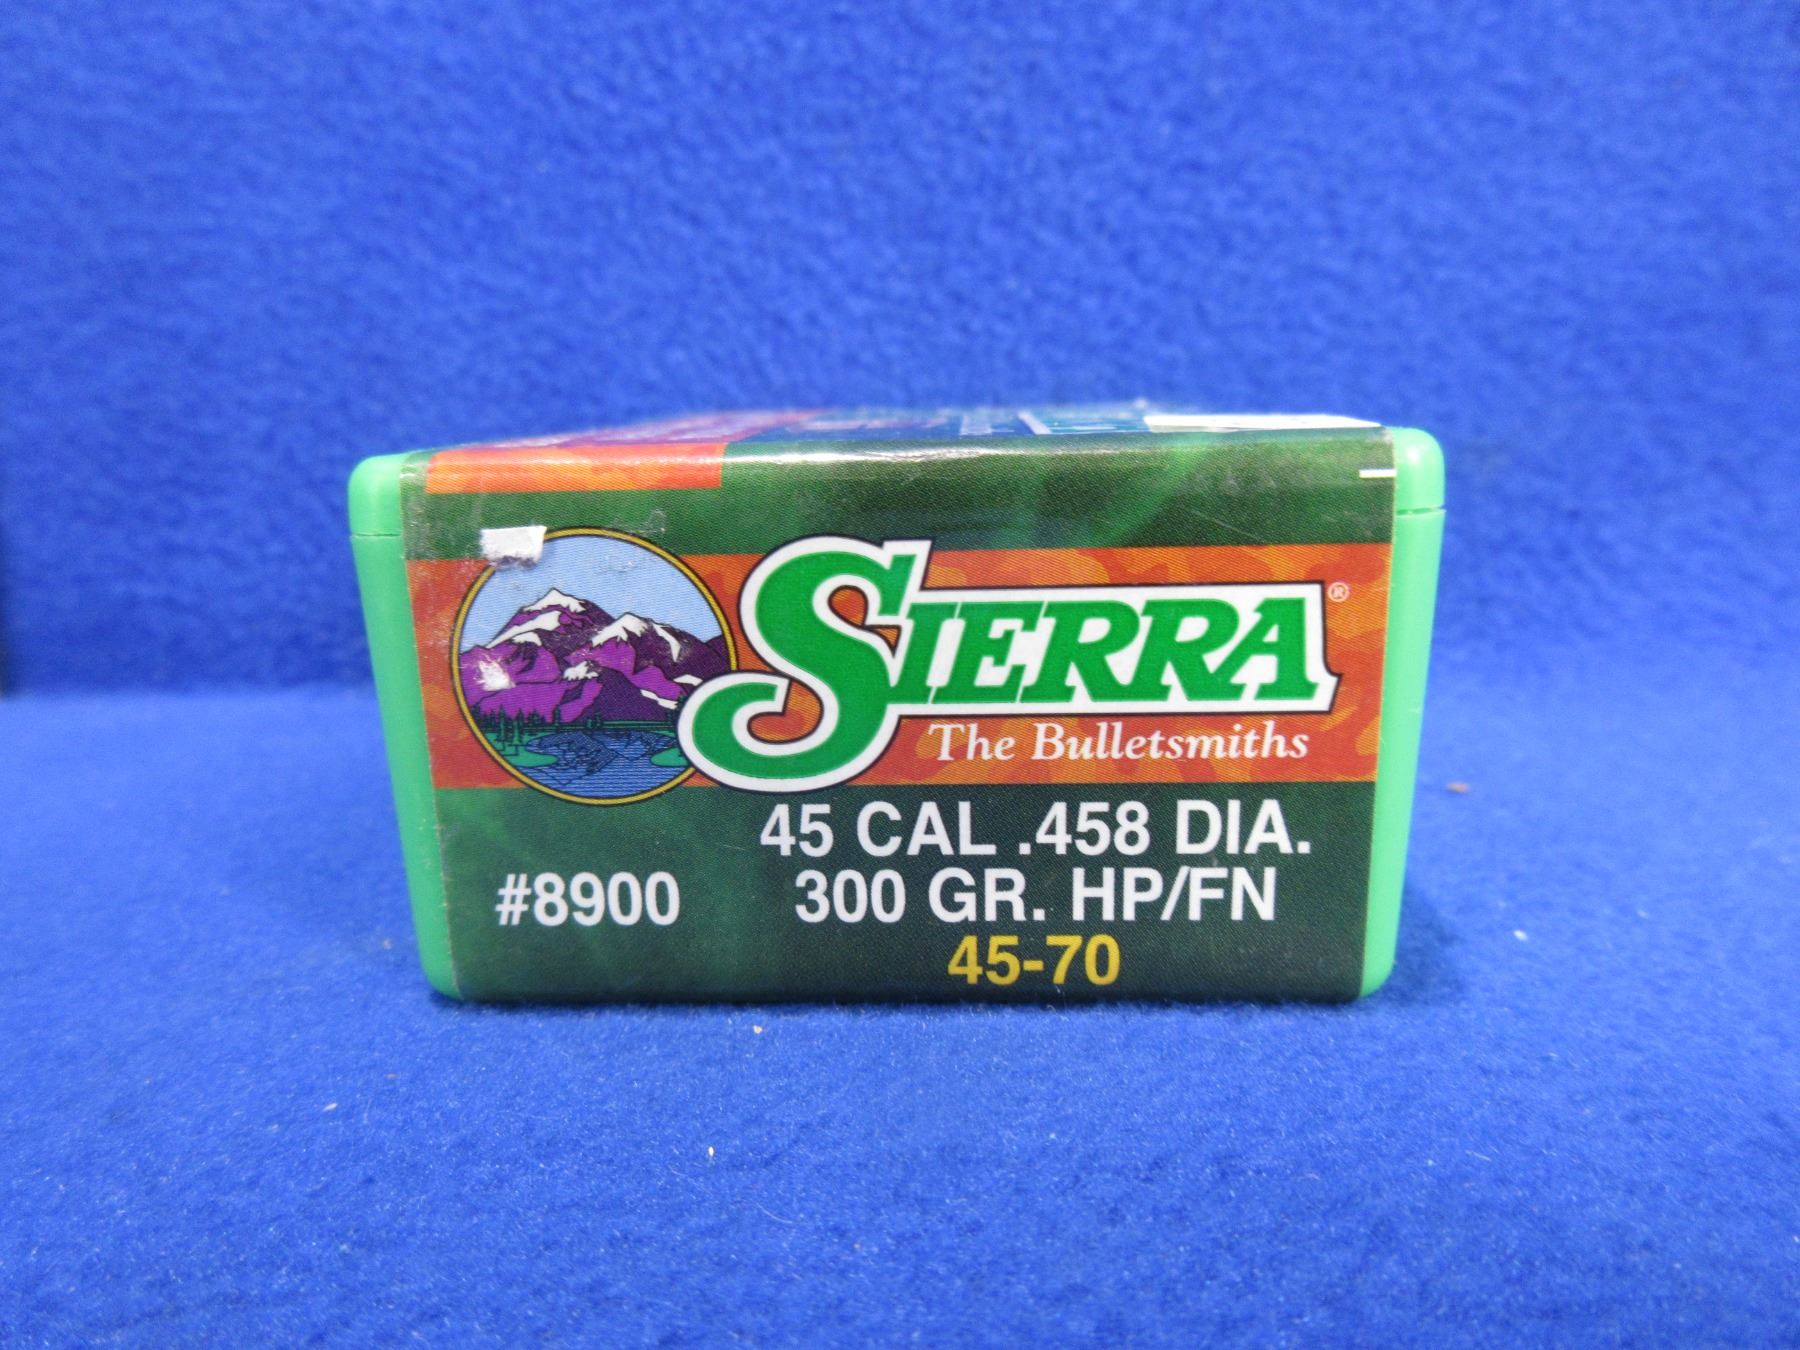 SIERRA®
The Bulletsmiths
45 CAL .458 DIA.
#8900 300 GR. HP/FN
45-70